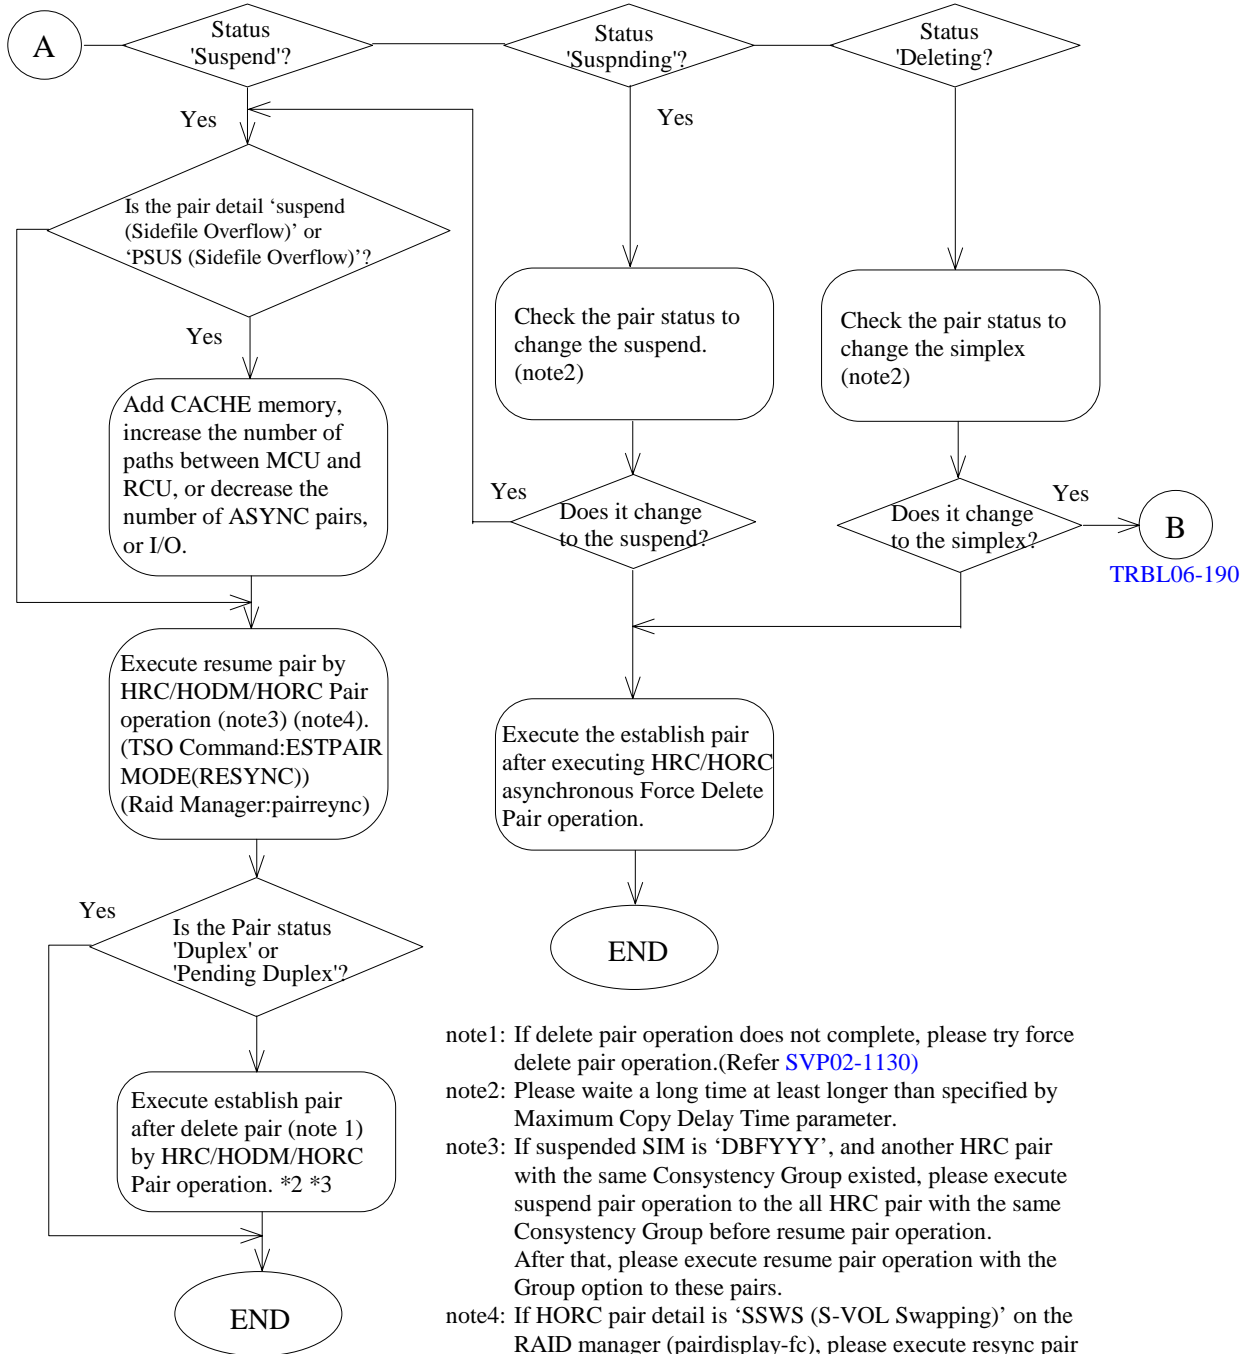 A
Status
'Suspend'?
Status
'Suspnding'?
Status
'Deleting?
Yes
Yes
Is the pair detail ‘suspend
(Sidefile Overflow)’ or
‘PSUS (Sidefile Overflow)’?
Yes
Check the pair status to
change the suspend.
(note2)
Check the pair status to
change the simplex
(note2)
Add CACHE memory,
increase the number of
paths between MCU and
RCU, or decrease the
number of ASYNC pairs,
or I/O.
Yes
Does it change
to the suspend?
Yes
Does it change
to the simplex?
B
TRBL06-190
Execute resume pair by
HRC/HODM/HORC Pair
operation (note3) (note4).
(TSO Command:ESTPAIR
MODE(RESYNC))
(Raid Manager:pairreync)
Execute the establish pair
after executing HRC/HORC
asynchronous Force Delete
Pair operation.
Yes
Is the Pair status
'Duplex' or
'Pending Duplex'?
END
Execute establish pair
after delete pair (note 1)
by HRC/HODM/HORC
Pair operation. *2 *3
END
note1: If delete pair operation does not complete, please try force
delete pair operation.(Refer SVP02-1130)
note2: Please waite a long time at least longer than specified by
Maximum Copy Delay Time parameter.
note3: If suspended SIM is ‘DBFYYY’, and another HRC pair
with the same Consystency Group existed, please execute
suspend pair operation to the all HRC pair with the same
Consystency Group before resume pair operation.
After that, please execute resume pair operation with the
Group option to these pairs.
note4: If HORC pair detail is ‘SSWS (S-VOL Swapping)’ on the
RAID manager (pairdisplay-fc), please execute resync pair